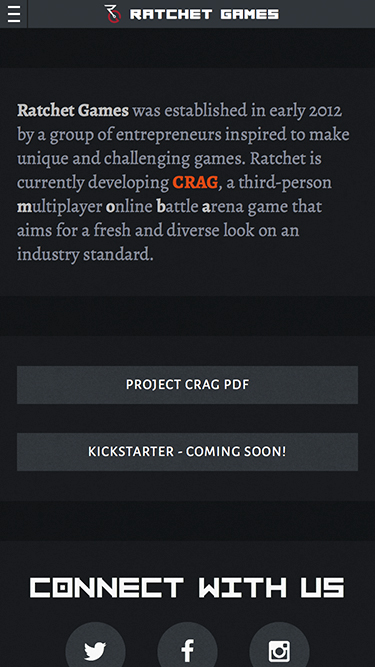 RATCHET GAMES
Ratchet Games was established in early 2012
by a group of entrepreneurs inspired to make
unique and challenging games. Ratchet is
currently developing CRAG, a third-person
multiplayer online battle arena game that
aims for a fresh and diverse look on an
industry standard.
PROJECT CRAG PDF
KICKSTARTER - COMING SOON!
CONNECT WITH US